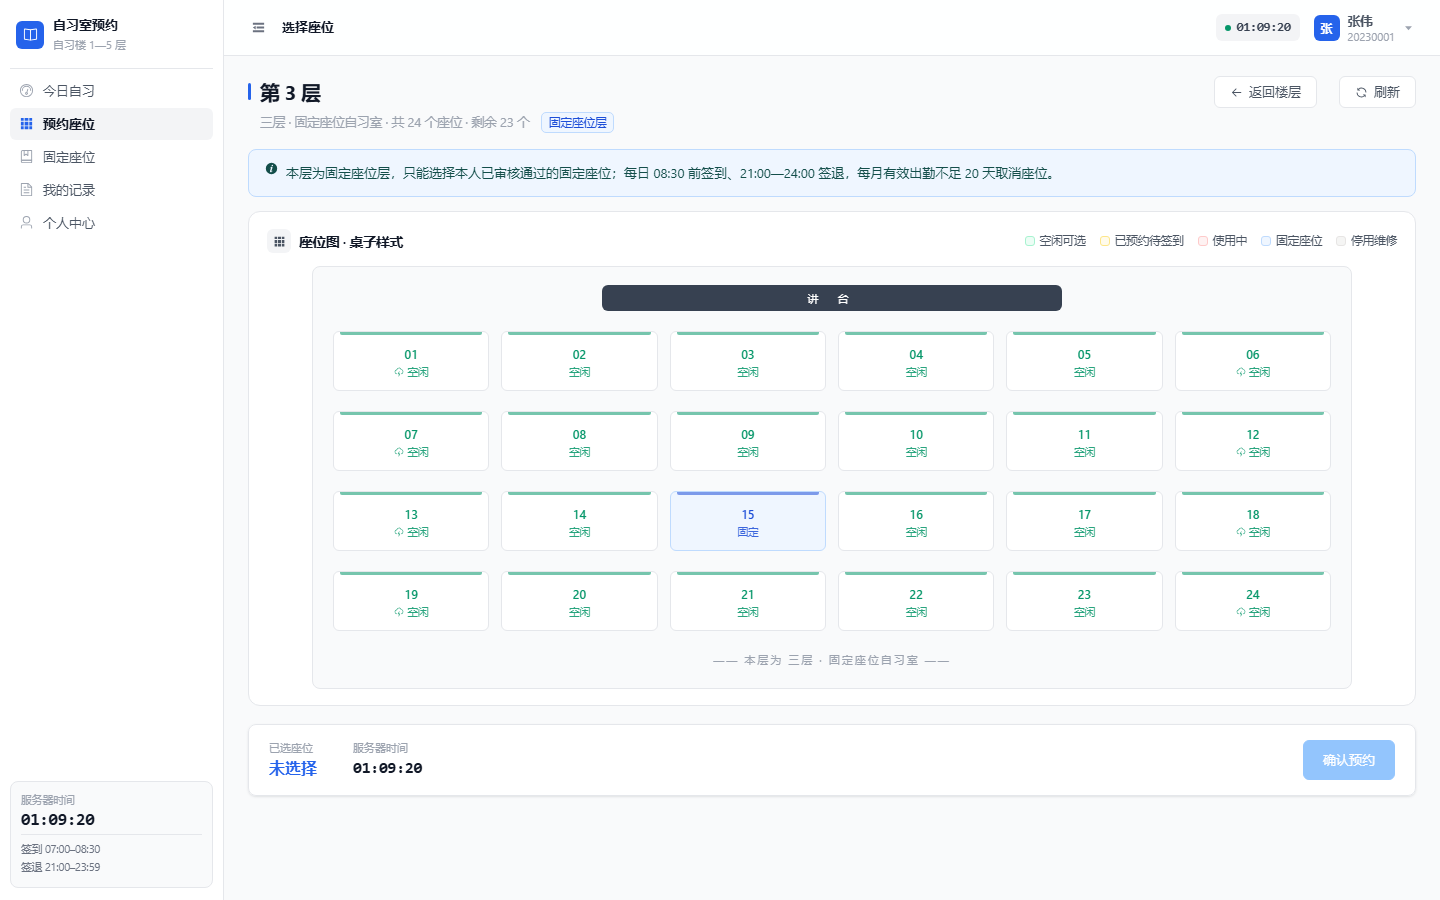 自习室预约
自习楼 1—5 层
今日自习
预约座位
固定座位
我的记录
个人中心
服务器时间
01:09:20
签到 07:00–08:30
签退 21:00–23:59
选择座位
01:09:20
张
张伟
20230001
第 3 层
三层 · 固定座位自习室 · 共 24 个座位 · 剩余 23 个
固定座位层
返回楼层
刷新
本层为固定座位层，只能选择本人已审核通过的固定座位；每日 08:30 前签到、21:00—24:00 签退，每月有效出勤不足 20 天取消座位。
座位图 · 桌子样式
空闲可选
已预约待签到
使用中
固定座位
停用维修
讲 台
01
空闲
02
空闲
03
空闲
04
空闲
05
空闲
06
空闲
07
空闲
08
空闲
09
空闲
10
空闲
11
空闲
12
空闲
13
空闲
14
空闲
15
固定
16
空闲
17
空闲
18
空闲
19
空闲
20
空闲
21
空闲
22
空闲
23
空闲
24
空闲
—— 本层为 三层 · 固定座位自习室 ——
已选座位
未选择
服务器时间
01:09:20
确认预约